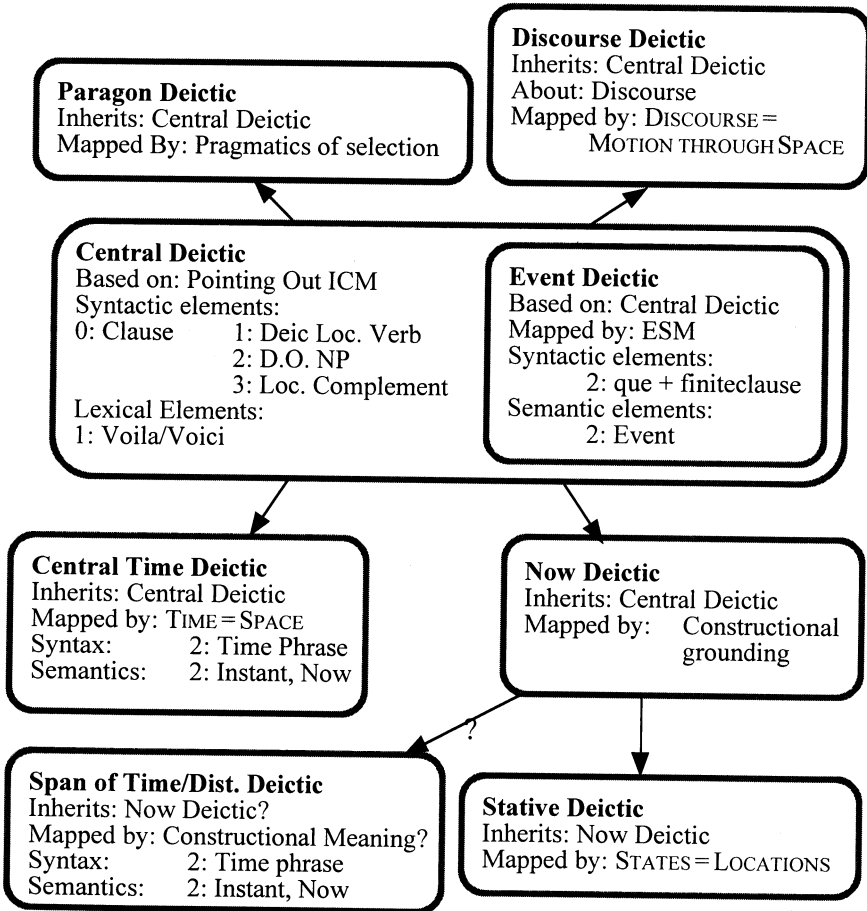 Paragon Deictic
Inherits: Central Deictic
Mapped By: Pragmatics of selection
Discourse Deictic
Inherits: Central Deictic
About: Discourse
Mapped by: DISCOURSE =
MOTION THROUGH SPACE
Central Deictic
Based on: Pointing Out ICM
Syntactic elements:
0: Clause 1: Deic Loc. Verb
2: D.O. NP
3: Loc. Complement
Lexical Elements:
1: Voila/Voici
Event Deictic
Based on: Central Deictic
Mapped by: ESM
Syntactic elements:
2: que + finiteclause
Semantic elements:
2: Event
Central Time Deictic
Inherits: Central Deictic
Mapped by: TIME = SPACE
Syntax: 2: Time Phrase
Semantics: 2: Instant, Now
Now Deictic
Inherits: Central Deictic
Mapped by: Constructional
grounding
?
Span of Time/Dist. Deictic
Inherits: Now Deictic?
Mapped by: Constructional Meaning?
Syntax: 2: Time phrase
Semantics: 2: Instant, Now
Stative Deictic
Inherits: Now Deictic
Mapped by: STATES = LOCATIONS